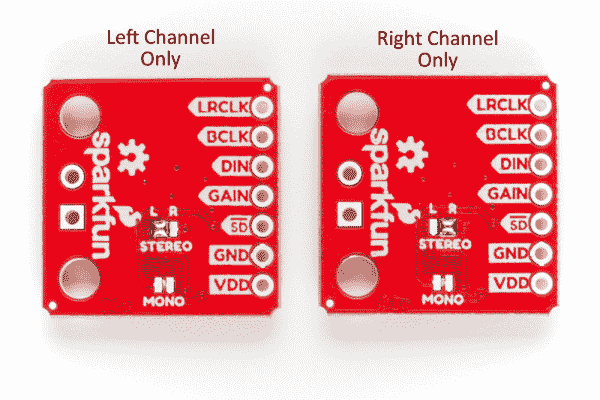 Left Channel
Only
Right Channel
Only
LRCLK
BCLK
DIN
GAIN
SD
GND
VDD
sparkfun
L R
STEREO
MONO
LRCLK
BCLK
DIN
GAIN
SD
GND
VDD
sparkfun
L R
STEREO
MONO